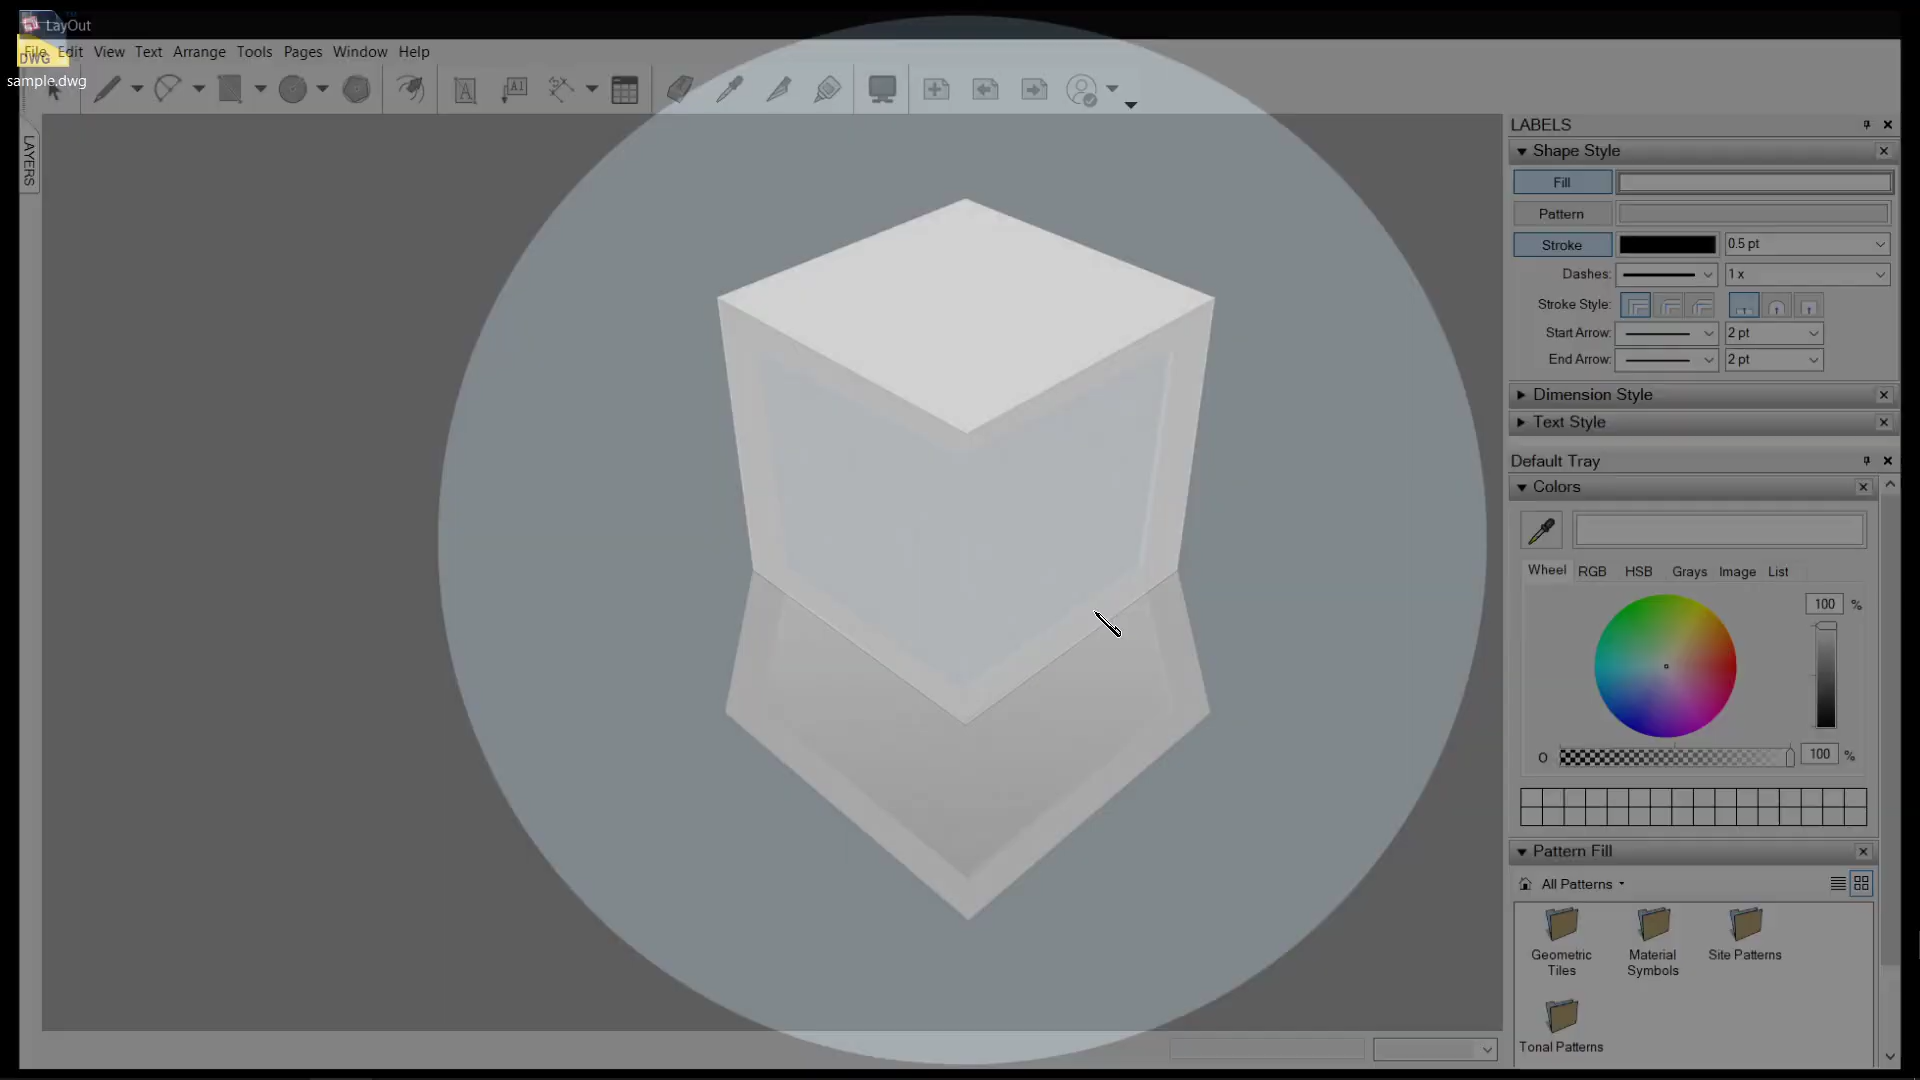 LayOut
File Edit View Text Arrange Tools Pages Window Help
DWG
sample.dwg
A
A1
LAYERS
LABELS
Shape Style
Fill
Pattern
Stroke 0.5 pt
Dashes: 1 x
Stroke Style:
Start Arrow: 2 pt
End Arrow: 2 pt
Dimension Style
Text Style
Default Tray
Colors
Wheel RGB HSB Grays Image List
100 %
O 100 %
Pattern Fill
All Patterns
Geometric Tiles
Material Symbols
Site Patterns
Tonal Patterns